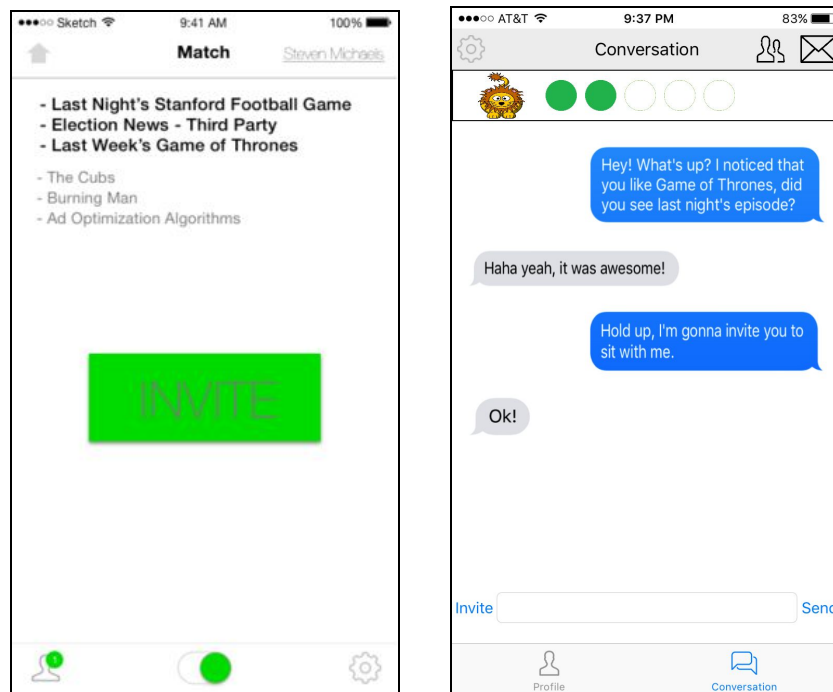 Sketch 9:41 AM 100%
Match Steven Michaels
- Last Night's Stanford Football Game
- Election News - Third Party
- Last Week's Game of Thrones
- The Cubs
- Burning Man
- Ad Optimization Algorithms
INVITE
1
AT&T 9:37 PM 83%
Conversation
Hey! What's up? I noticed that
you like Game of Thrones, did
you see last night's episode?
Haha yeah, it was awesome!
Hold up, I'm gonna invite you to
sit with me.
Ok!
Invite Send
Profile Conversation